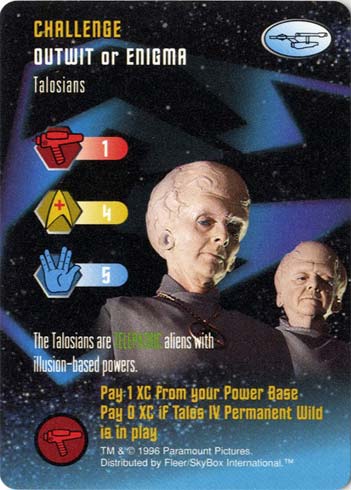 CHALLENGE
OUTWIT or ENIGMA
Talosians
1
4
5
The Talosians are TELEPATHIC aliens with
illusion-based powers.
Pay 1 XC from your Power Base
Pay 0 XC if Talos IV Permanent Wild
is in play
TM & © 1996 Paramount Pictures.
Distributed by Fleer/SkyBox International.™